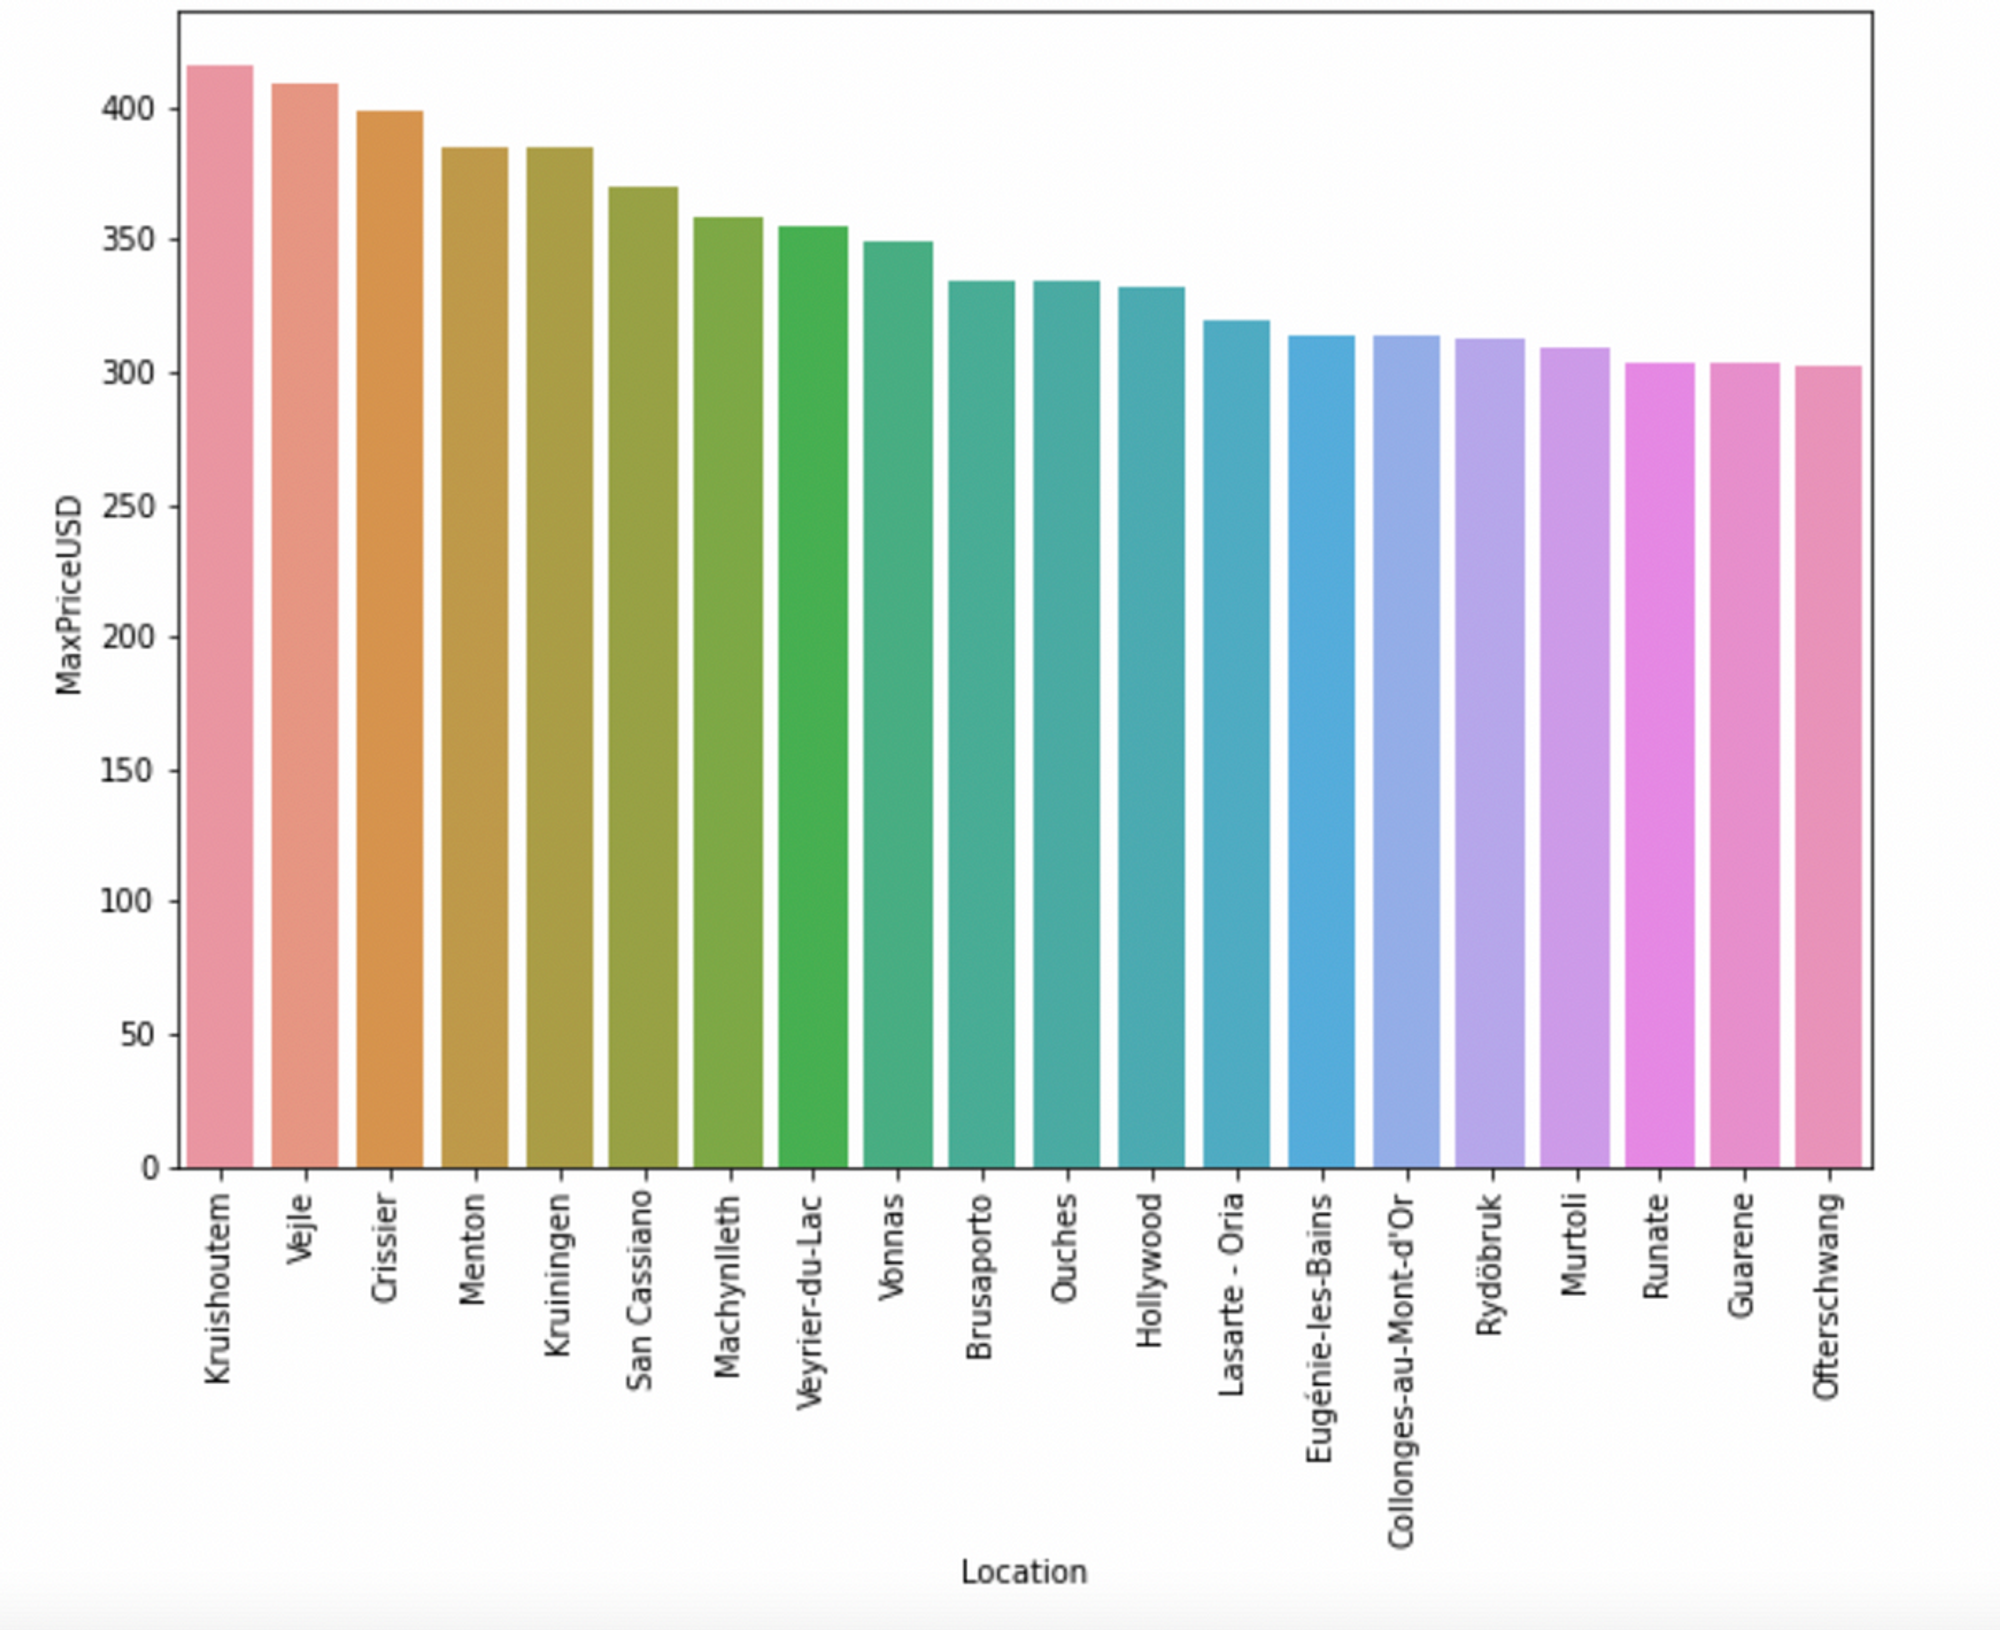 400
350
300
250
200
150
100
50
0
MaxPriceUSD
Kruishoutem
Vejle
Crissier
Menton
Kruiningen
San Cassiano
Machynlleth
Veyrier-du-Lac
Vonnas
Brusaporto
Ouches
Hollywood
Lasarte - Oria
Eugénie-les-Bains
Collonges-au-Mont-d'Or
Rydöbruk
Murtoli
Runate
Guarene
Ofterschwang
Location